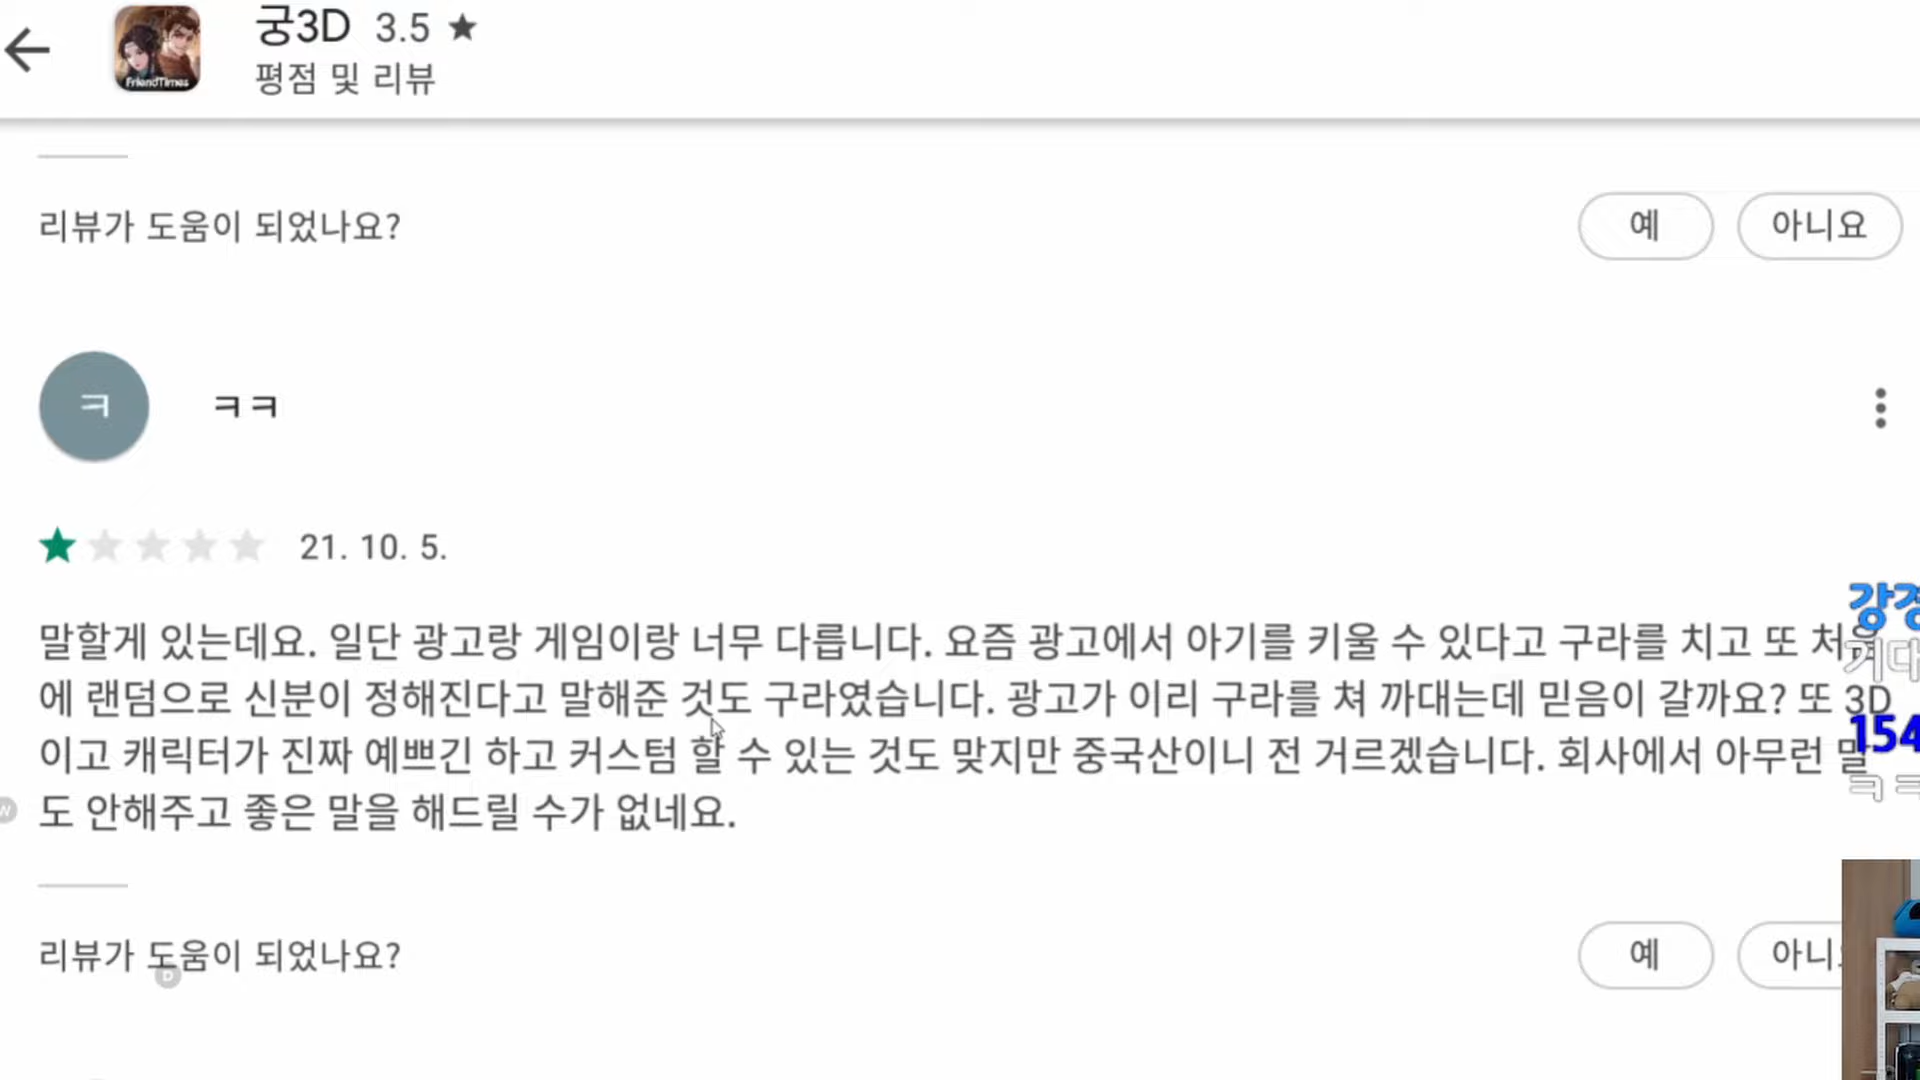 궁3D 3.5 ★
평점 및 리뷰
FriendTimes
리뷰가 도움이 되었나요?
예
아니요
ㅋ
ㅋㅋ
21. 10. 5.
말할게 있는데요. 일단 광고랑 게임이랑 너무 다릅니다. 요즘 광고에서 아기를 키울 수 있다고 구라를 치고 또 처음
에 랜덤으로 신분이 정해진다고 말해준 것도 구라였습니다. 광고가 이리 구라를 쳐 까대는데 믿음이 갈까요? 또 3D
이고 캐릭터가 진짜 예쁘긴 하고 커스텀 할 수 있는 것도 맞지만 중국산이니 전 거르겠습니다. 회사에서 아무런 말
도 안해주고 좋은 말을 해드릴 수가 없네요.
강경
기대
154
ㅋㅋ
W
리뷰가 도움이 되었나요?
D
예
아니